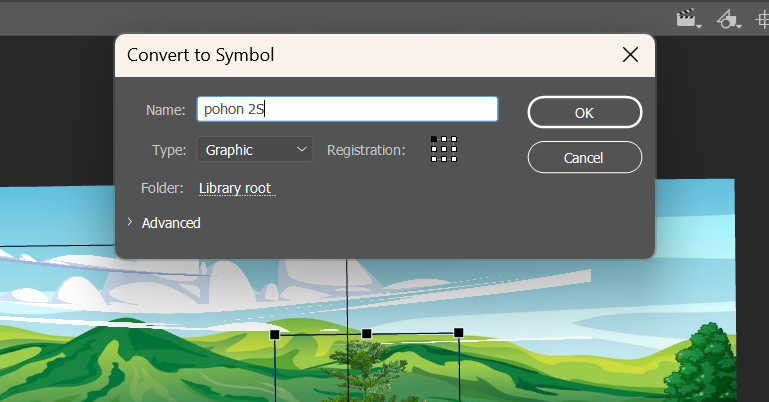 Convert to Symbol
Name: pohon 2S
OK
Type: Graphic Registration:
Cancel
Folder: Library root
Advanced